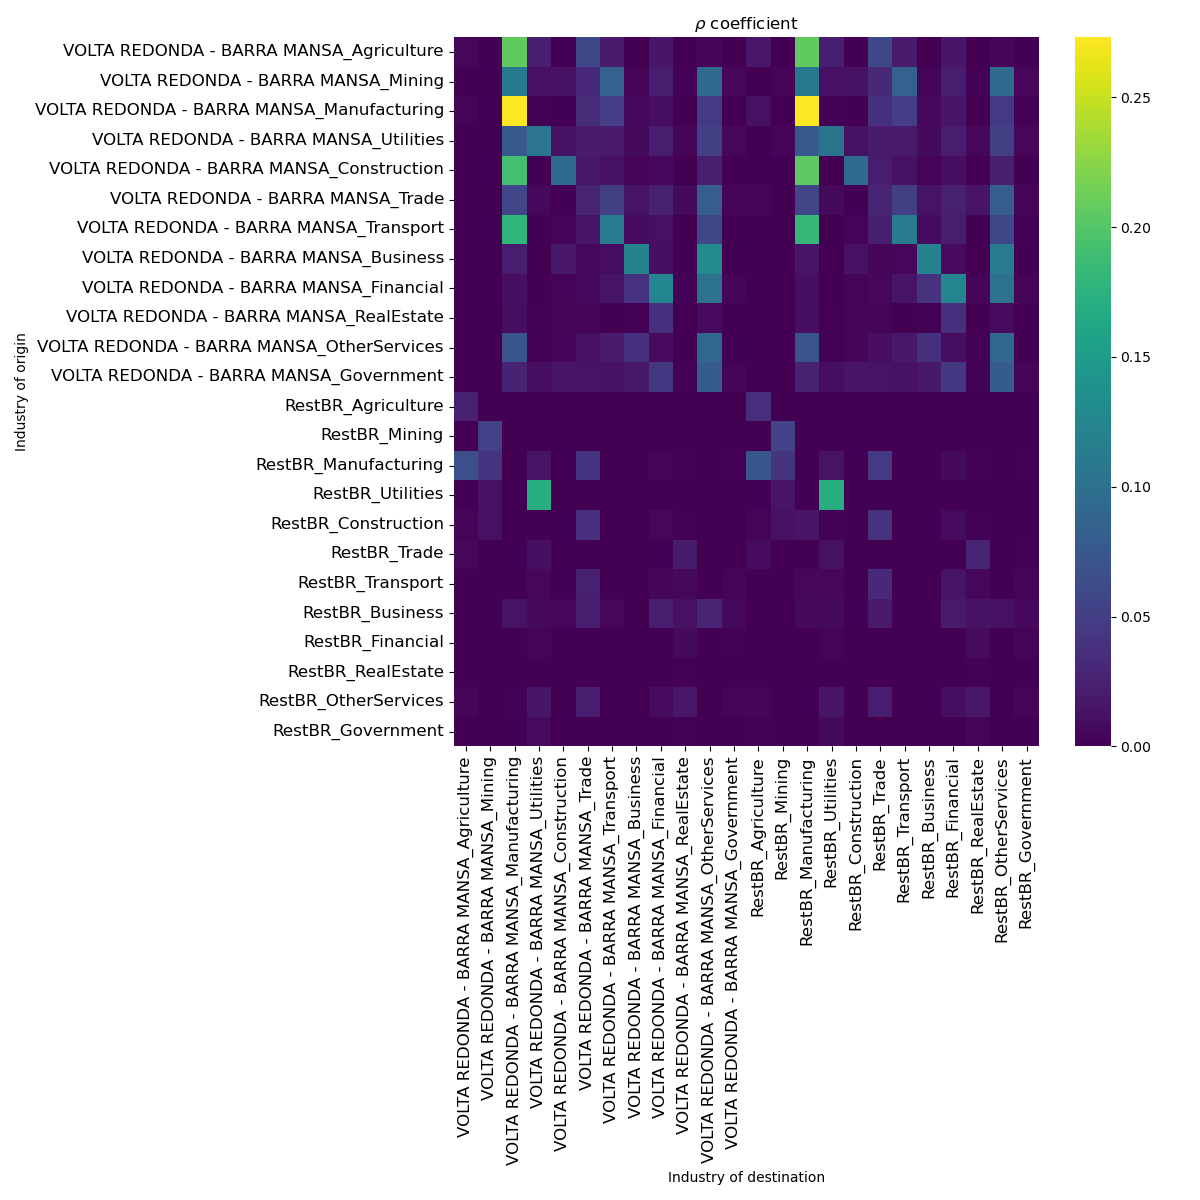 ρ coefficient
VOLTA REDONDA - BARRA MANSA_Agriculture
VOLTA REDONDA - BARRA MANSA_Mining
VOLTA REDONDA - BARRA MANSA_Manufacturing
VOLTA REDONDA - BARRA MANSA_Utilities
VOLTA REDONDA - BARRA MANSA_Construction
VOLTA REDONDA - BARRA MANSA_Trade
VOLTA REDONDA - BARRA MANSA_Transport
VOLTA REDONDA - BARRA MANSA_Business
VOLTA REDONDA - BARRA MANSA_Financial
VOLTA REDONDA - BARRA MANSA_RealEstate
VOLTA REDONDA - BARRA MANSA_OtherServices
VOLTA REDONDA - BARRA MANSA_Government
RestBR_Agriculture
RestBR_Mining
RestBR_Manufacturing
RestBR_Utilities
RestBR_Construction
RestBR_Trade
RestBR_Transport
RestBR_Business
RestBR_Financial
RestBR_RealEstate
RestBR_OtherServices
RestBR_Government
Industry of origin
VOLTA REDONDA - BARRA MANSA_Agriculture
VOLTA REDONDA - BARRA MANSA_Mining
VOLTA REDONDA - BARRA MANSA_Manufacturing
VOLTA REDONDA - BARRA MANSA_Utilities
VOLTA REDONDA - BARRA MANSA_Construction
VOLTA REDONDA - BARRA MANSA_Trade
VOLTA REDONDA - BARRA MANSA_Transport
VOLTA REDONDA - BARRA MANSA_Business
VOLTA REDONDA - BARRA MANSA_Financial
VOLTA REDONDA - BARRA MANSA_RealEstate
VOLTA REDONDA - BARRA MANSA_OtherServices
VOLTA REDONDA - BARRA MANSA_Government
RestBR_Agriculture
RestBR_Mining
RestBR_Manufacturing
RestBR_Utilities
RestBR_Construction
RestBR_Trade
RestBR_Transport
RestBR_Business
RestBR_Financial
RestBR_RealEstate
RestBR_OtherServices
RestBR_Government
Industry of destination
0.25
0.20
0.15
0.10
0.05
0.00